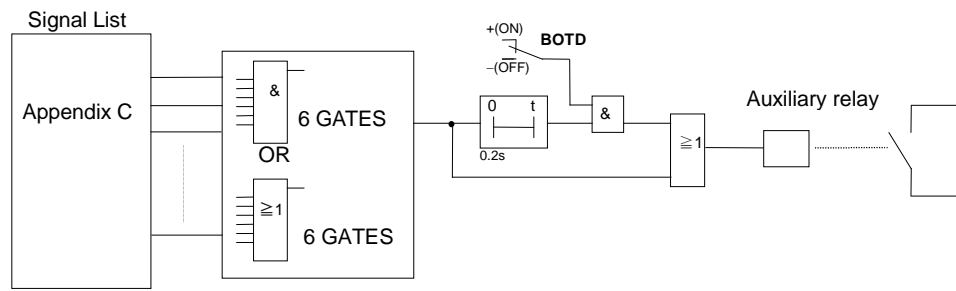 Signal List
Appendix C
&
6 GATES
OR
≧1
6 GATES
+(ON)
BOTD
−(OFF)
0 t
0.2s
&
≧1
Auxiliary relay